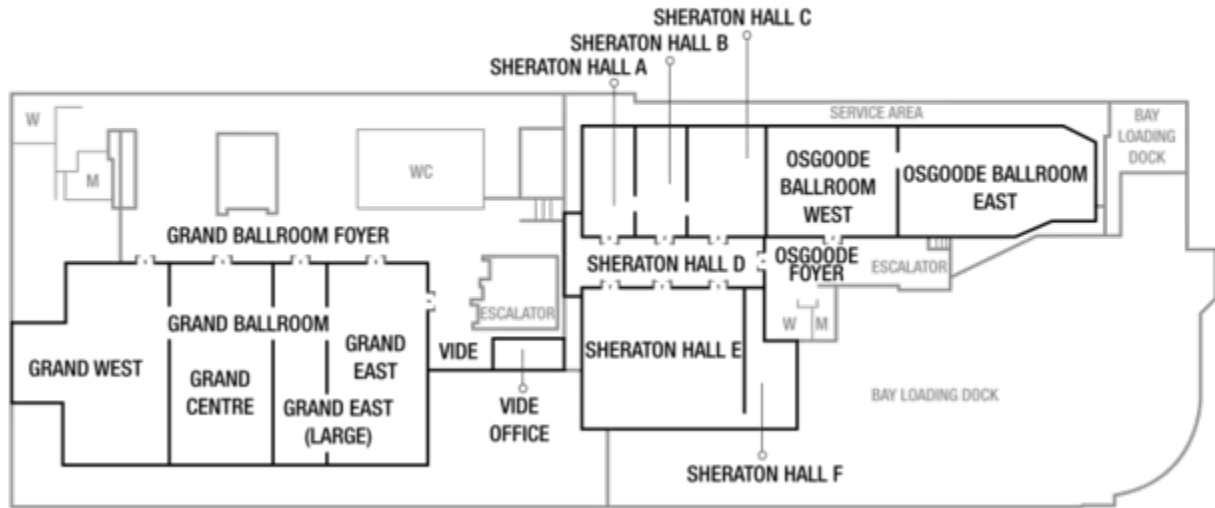 SHERATON HALL C
SHERATON HALL B
SHERATON HALL A
SERVICE AREA
W
BAY
LOADING
DOCK
M
WC
OSGOODE
BALLROOM
WEST
OSGOODE BALLROOM
EAST
GRAND BALLROOM FOYER
SHERATON HALL D
OSGOODE
FOYER
ESCALATOR
ESCALATOR
GRAND BALLROOM
W
M
GRAND WEST
GRAND
CENTRE
GRAND
EAST
GRAND EAST
(LARGE)
VIDE
SHERATON HALL E
VIDE
OFFICE
BAY LOADING DOCK
SHERATON HALL F